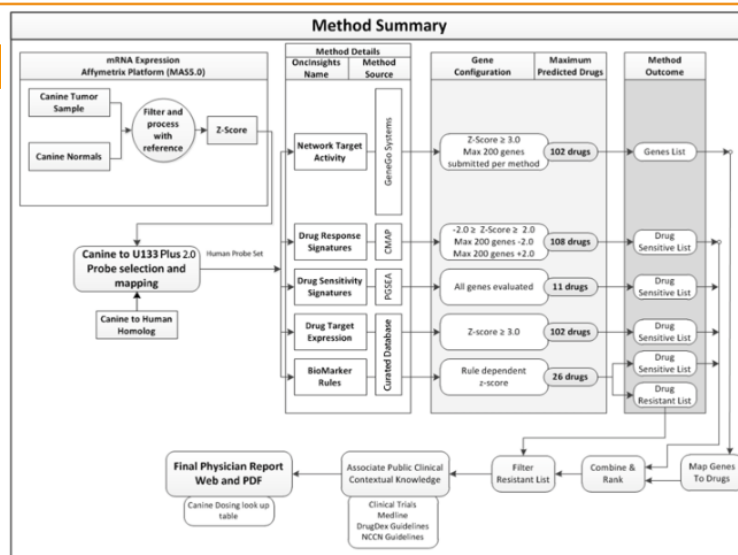 Method Summary
mRNA Expression
Affymetrix Platform (MAS5.0)
Canine Tumor
Sample
Canine Normals
Filter and
process
with
reference
Z-Score
Canine to U133 Plus 2.0
Probe selection and
mapping
Canine to Human
Homolog
Human Probe Set
Method Details
OncInsights
Name
Method
Source
Network Target
Activity
GeneGo Systems
Drug Response
Signatures
CMAP
Drug Sensitivity
Signatures
PGSEA
Drug Target
Expression
BioMarker
Rules
Curated Database
Gene
Configuration
Maximum
Predicted Drugs
Z-Score ≥ 3.0
Max 200 genes
submitted per method
102 drugs
-2.0 ≥ Z-Score ≥ 2.0
Max 200 genes -2.0
Max 200 genes +2.0
108 drugs
All genes evaluated
11 drugs
Z-score ≥ 3.0
102 drugs
Rule dependent
z-score
26 drugs
Method
Outcome
Genes List
Drug
Sensitive List
Drug
Sensitive List
Drug
Sensitive List
Drug
Sensitive List
Drug
Resistant List
Final Physician Report
Web and PDF
Canine Dosing look up
table
Associate Public Clinical
Contextual Knowledge
Clinical Trials
Medline
DrugDex Guidelines
NCCN Guidelines
Filter
Resistant List
Combine &
Rank
Map Genes
To Drugs